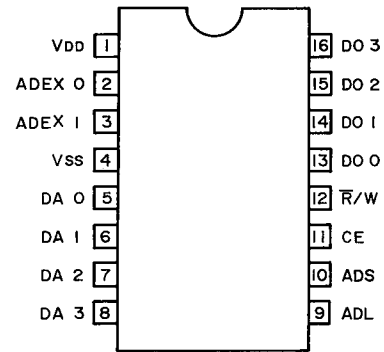 VDD 1 16 DO 3
ADEX 0 2 15 DO 2
ADEX 1 3 14 DO 1
VSS 4 13 DO 0
DA 0 5 12 R̅/W
DA 1 6 11 CE
DA 2 7 10 ADS
DA 3 8 9 ADL